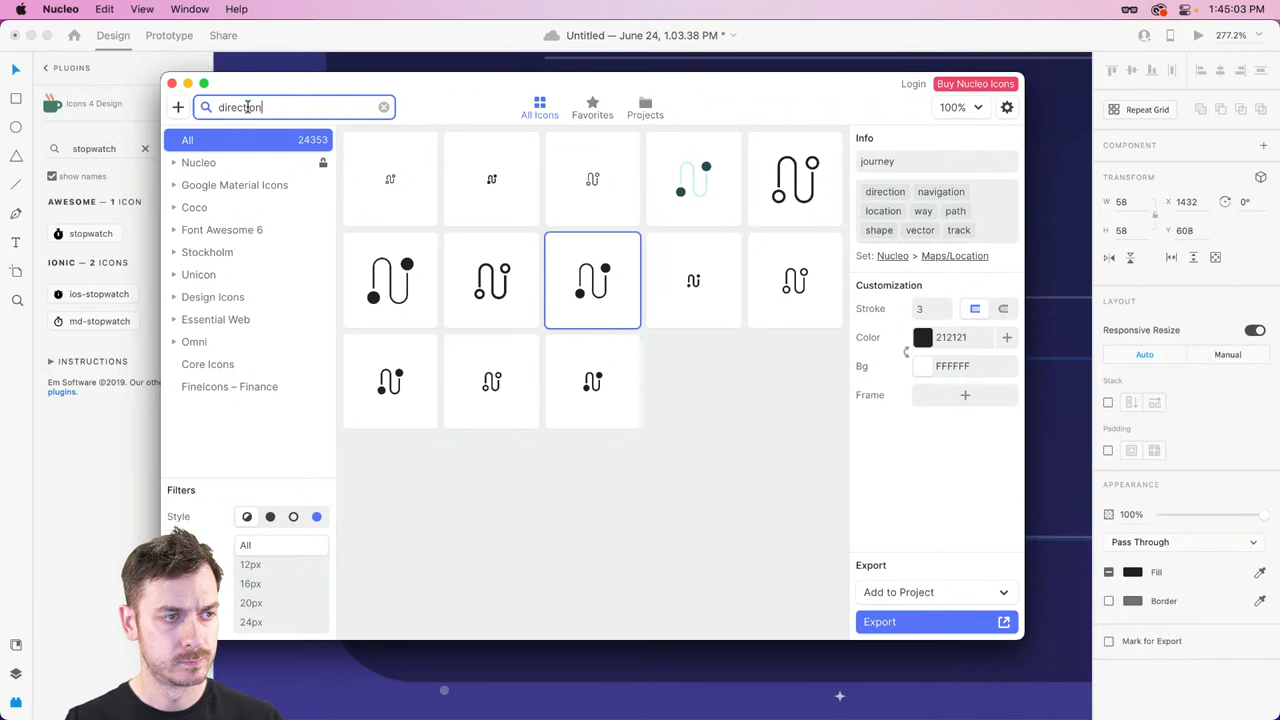 Nucleo Edit View Window Help 1:45:03 PM
Design Prototype Share Untitled — June 24, 1.03.38 PM * 277.2%
PLUGINS
Icons 4 Design
stopwatch
show names
AWESOME — 1 ICON
stopwatch
IONIC — 2 ICONS
ios-stopwatch
md-stopwatch
INSTRUCTIONS
Em Software ©2019. Our othe
plugins.
direction
All Icons
Favorites
Projects
Login
Buy Nucleo Icons
100%
All 24353
Nucleo
Google Material Icons
Coco
Font Awesome 6
Stockholm
Unicon
Design Icons
Essential Web
Omni
Core Icons
FineIcons – Finance
Filters
Style
All
12px
16px
20px
24px
Info
journey
direction navigation
location way path
shape vector track
Set: Nucleo > Maps/Location
Customization
Stroke 3
Color 212121
Bg FFFFFF
Frame
Export
Add to Project
Export
Repeat Grid
COMPONENT
TRANSFORM
W 58 X 1432 0°
H 58 Y 608
LAYOUT
Responsive Resize
Auto Manual
Stack
Padding
APPEARANCE
100%
Pass Through
Fill
Border
Mark for Export